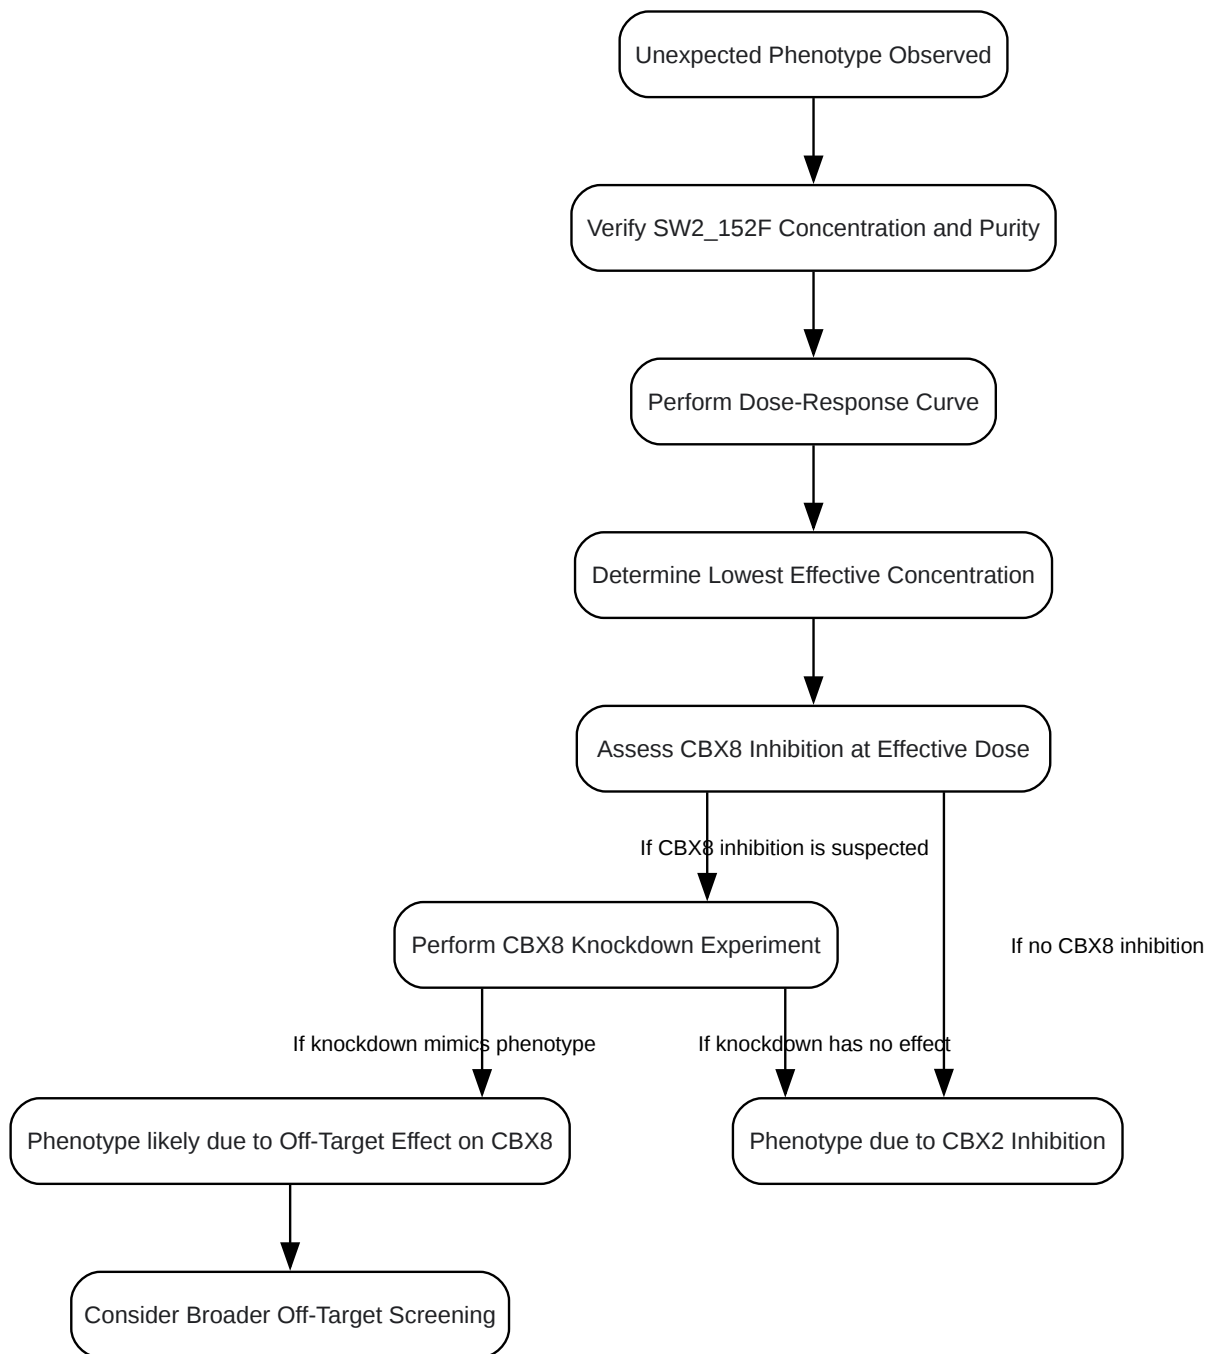 Unexpected Phenotype Observed
Verify SW2_152F Concentration and Purity
Perform Dose-Response Curve
Determine Lowest Effective Concentration
Assess CBX8 Inhibition at Effective Dose
If CBX8 inhibition is suspected
Perform CBX8 Knockdown Experiment
If no CBX8 inhibition
If knockdown mimics phenotype
If knockdown has no effect
Phenotype likely due to Off-Target Effect on CBX8
Phenotype due to CBX2 Inhibition
Consider Broader Off-Target Screening